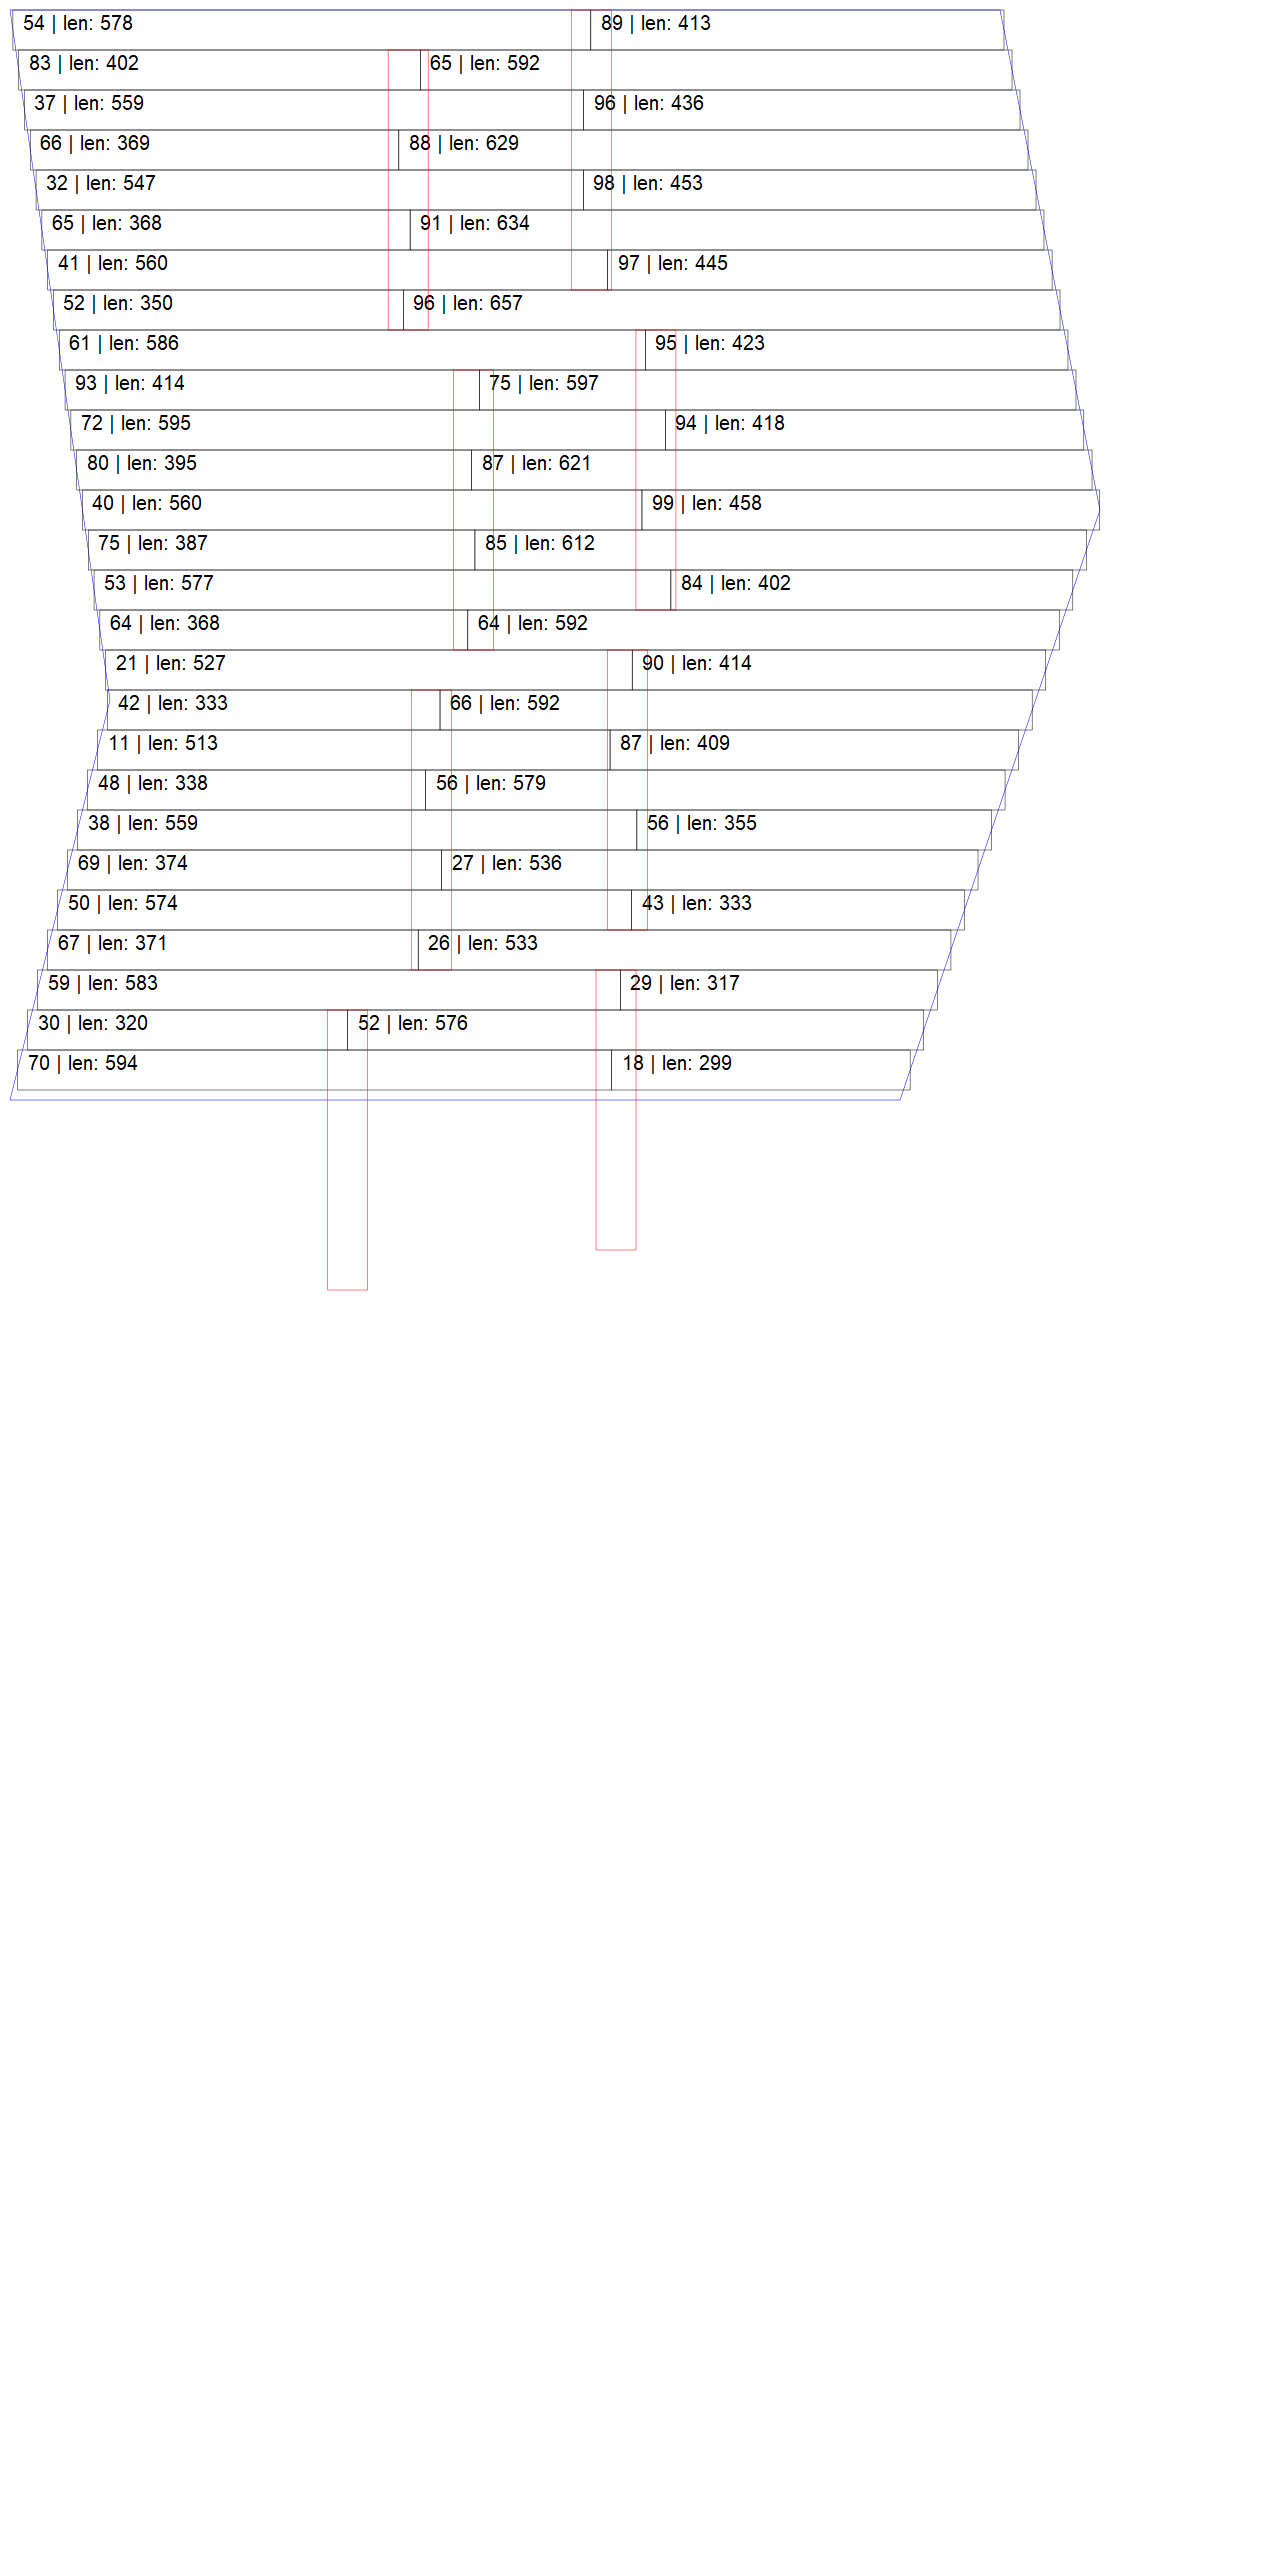 54 | len: 578 89 | len: 413
83 | len: 402 65 | len: 592
37 | len: 559 96 | len: 436
66 | len: 369 88 | len: 629
32 | len: 547 98 | len: 453
65 | len: 368 91 | len: 634
41 | len: 560 97 | len: 445
52 | len: 350 96 | len: 657
61 | len: 586 95 | len: 423
93 | len: 414 75 | len: 597
72 | len: 595 94 | len: 418
80 | len: 395 87 | len: 621
40 | len: 560 99 | len: 458
75 | len: 387 85 | len: 612
53 | len: 577 84 | len: 402
64 | len: 368 64 | len: 592
21 | len: 527 90 | len: 414
42 | len: 333 66 | len: 592
11 | len: 513 87 | len: 409
48 | len: 338 56 | len: 579
38 | len: 559 56 | len: 355
69 | len: 374 27 | len: 536
50 | len: 574 43 | len: 333
67 | len: 371 26 | len: 533
59 | len: 583 29 | len: 317
30 | len: 320 52 | len: 576
70 | len: 594 18 | len: 299